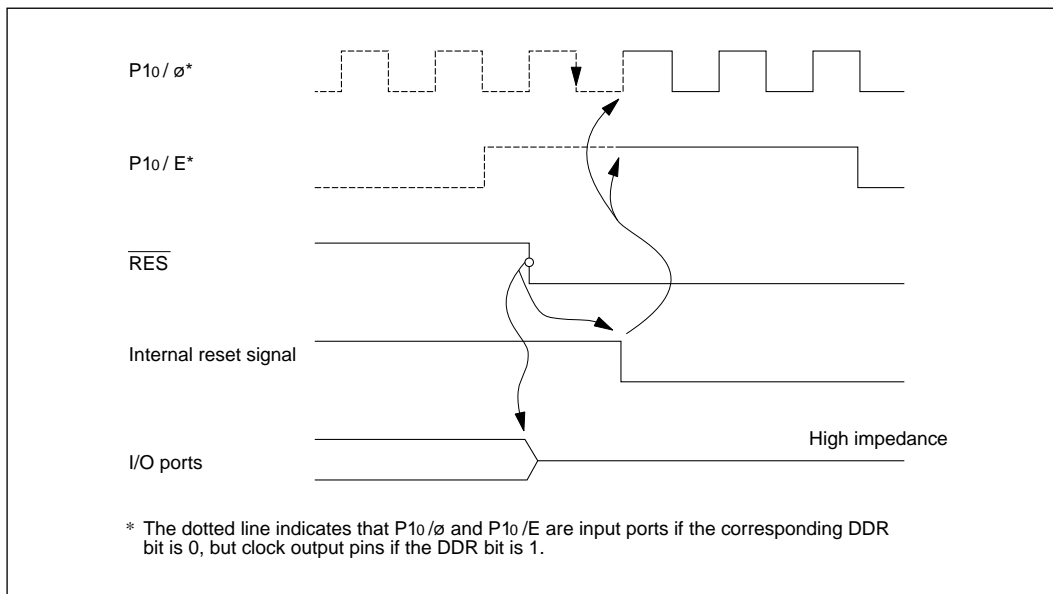 P10 / ø*
P10 / E*
RES
Internal reset signal
High impedance
I/O ports
* The dotted line indicates that P10 /ø and P10 /E are input ports if the corresponding DDR
bit is 0, but clock output pins if the DDR bit is 1.